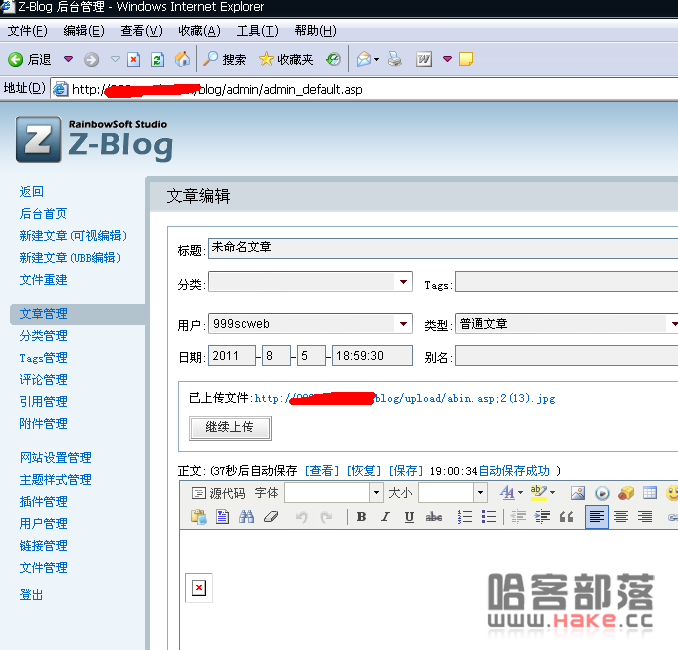 Z-Blog 后台管理 - Windows Internet Explorer
文件(F) 编辑(E) 查看(V) 收藏(A) 工具(T) 帮助(H)
后退 搜索 收藏夹
地址(D) http:/ /blog/admin/admin_default.asp
RainbowSoft Studio
Z-Blog
返回
后台首页
新建文章(可视编辑)
新建文章(UBB编辑)
文件重建
文章管理
分类管理
Tags管理
评论管理
引用管理
附件管理
网站设置管理
主题样式管理
插件管理
用户管理
链接管理
文件管理
登出
文章编辑
标题: 未命名文章
分类: Tags:
用户: 999scweb 类型: 普通文章
日期: 2011 - 8 - 5 - 18:59:30 别名:
已上传文件:http:// blog/upload/abin.asp;2(13).jpg
继续上传
正文: (37秒后自动保存 [查看] [恢复] [保存] 19:00:34自动保存成功 )
源代码 字体 大小
B I U abc
哈客部落
www.Hake.cc